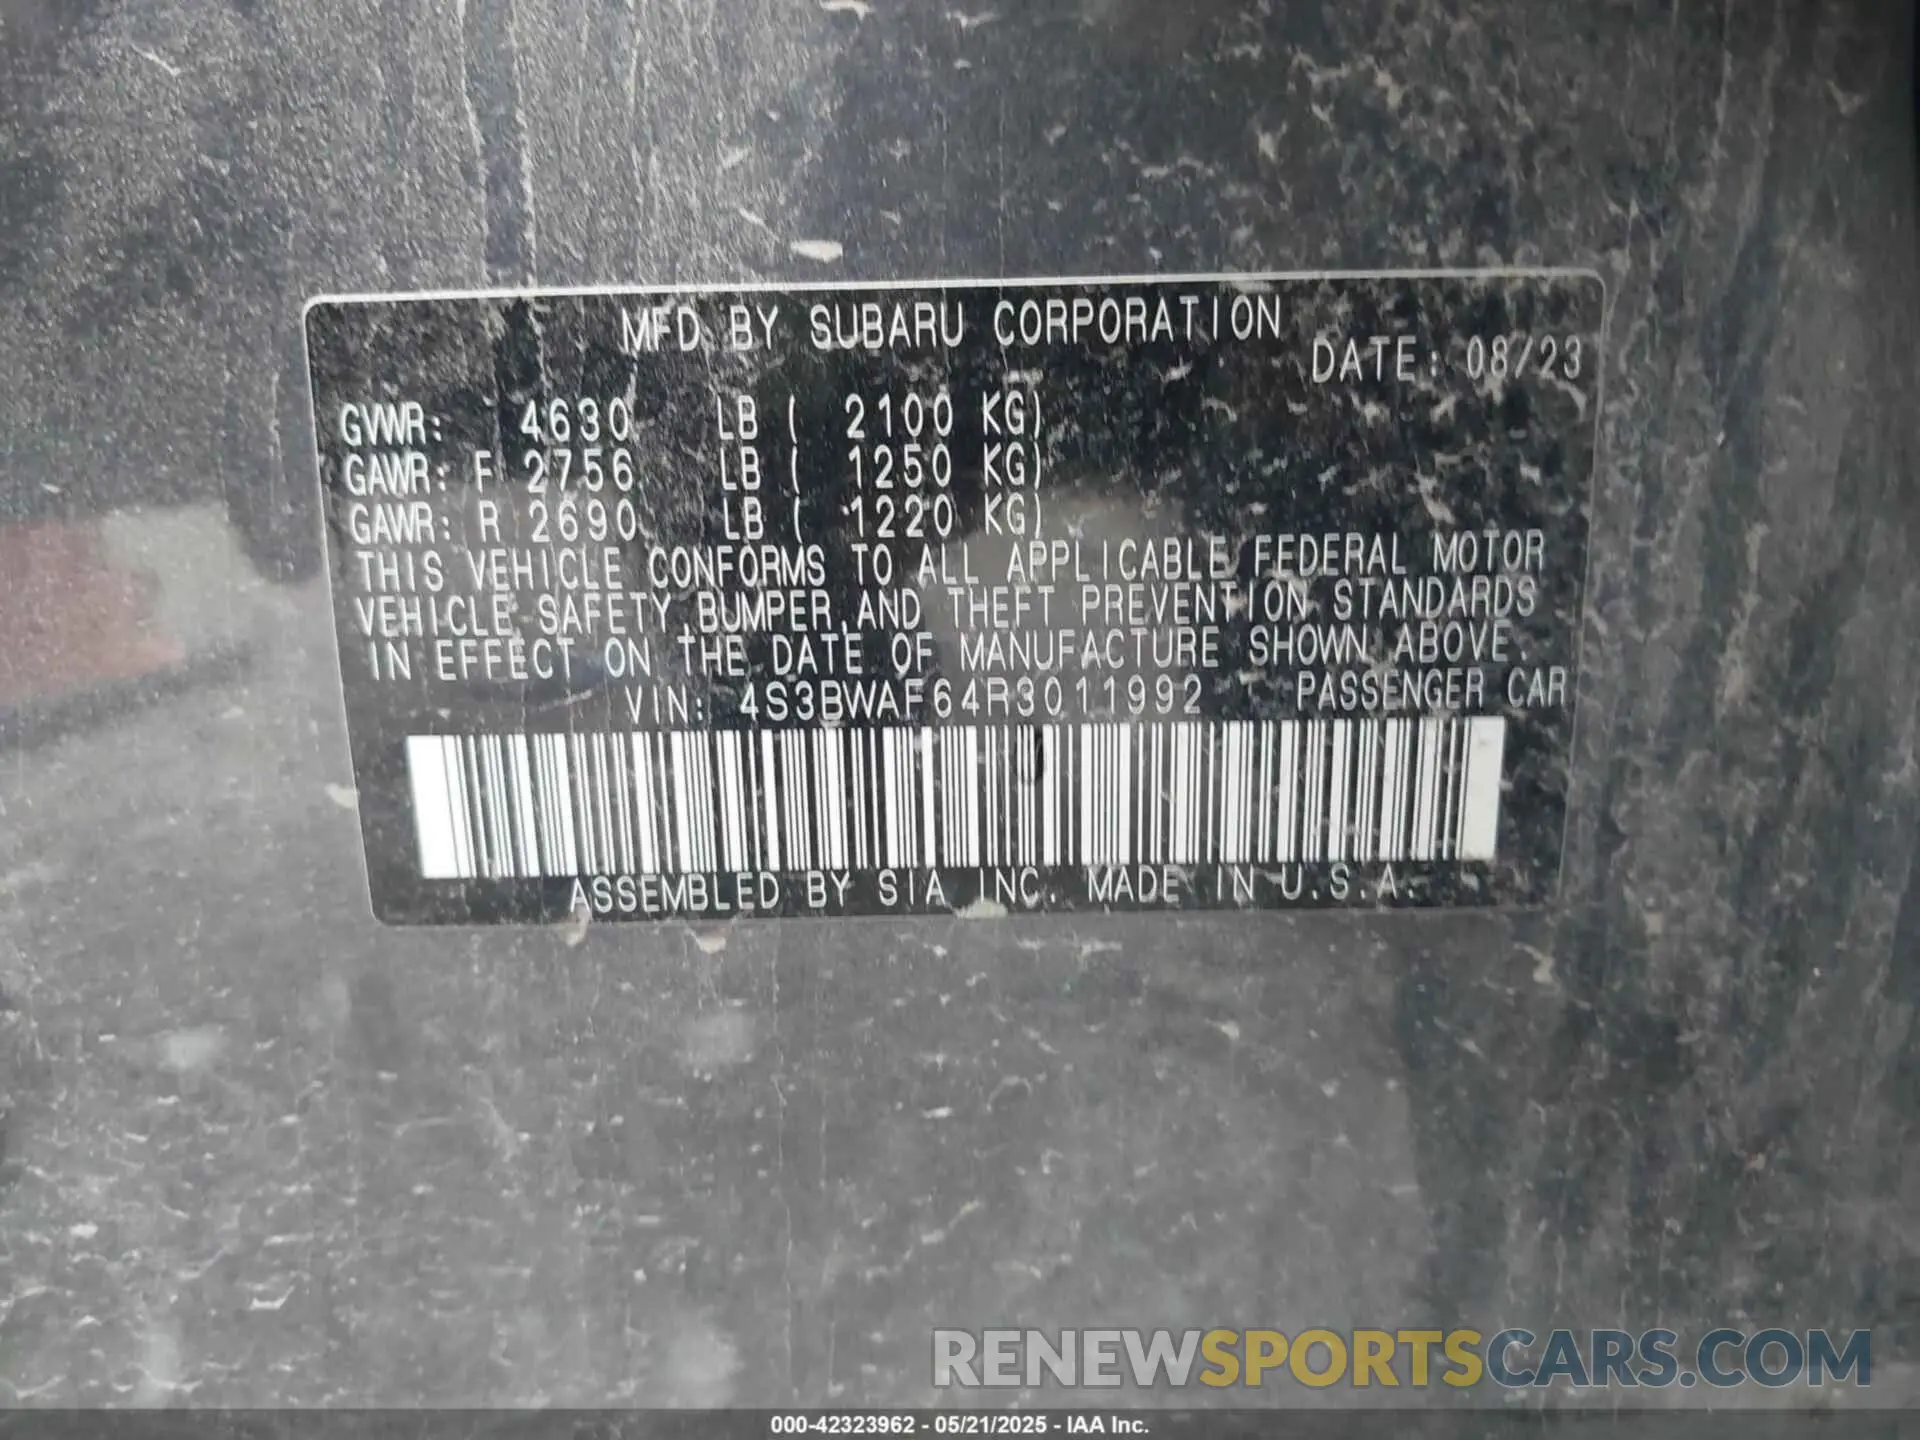 MFD BY SUBARU CORPORATION
DATE: 08/23
GVWR: 4630 LB ( 2100 KG)
GAWR: F 2756 LB ( 1250 KG)
GAWR: R 2690 LB ( 1220 KG)
THIS VEHICLE CONFORMS TO ALL APPLICABLE FEDERAL MOTOR
VEHICLE SAFETY,BUMPER,AND THEFT PREVENTION STANDARDS
IN EFFECT ON THE DATE OF MANUFACTURE SHOWN ABOVE.
VIN: 4S3BWAF64R3011992 PASSENGER CAR
ASSEMBLED BY SIA INC. MADE IN U.S.A.
RENEWSPORTSCARS.COM
000-42323962 - 05/21/2025 - IAA Inc.